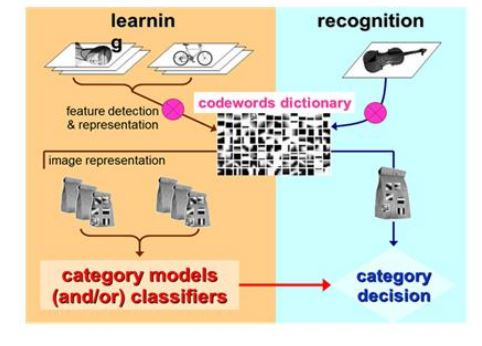 learnin
g
recognition
codewords dictionary
feature detection
& representation
image representation
category models
(and/or) classifiers
category
decision